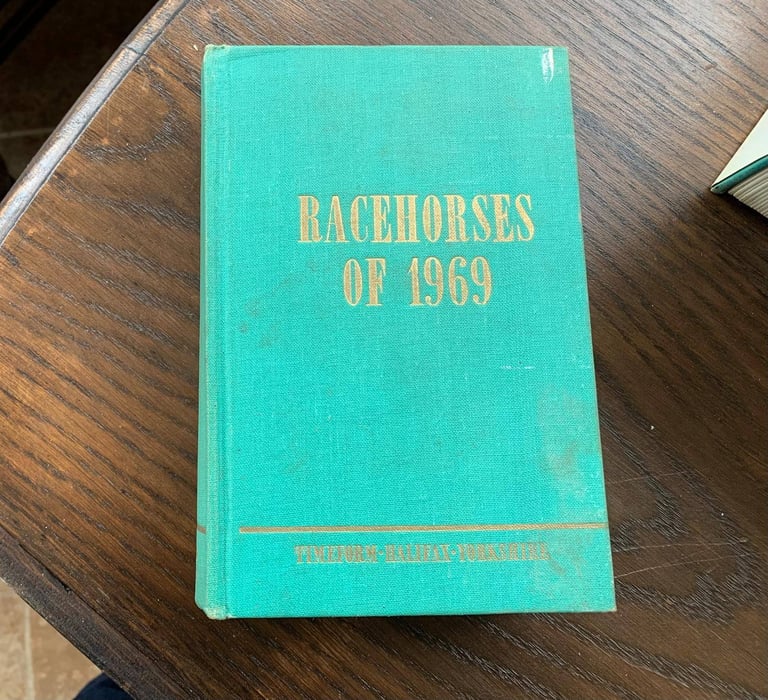 RACEHORSES
OF 1969
TIMEFORM-HALIFAX-YORKSHIRE